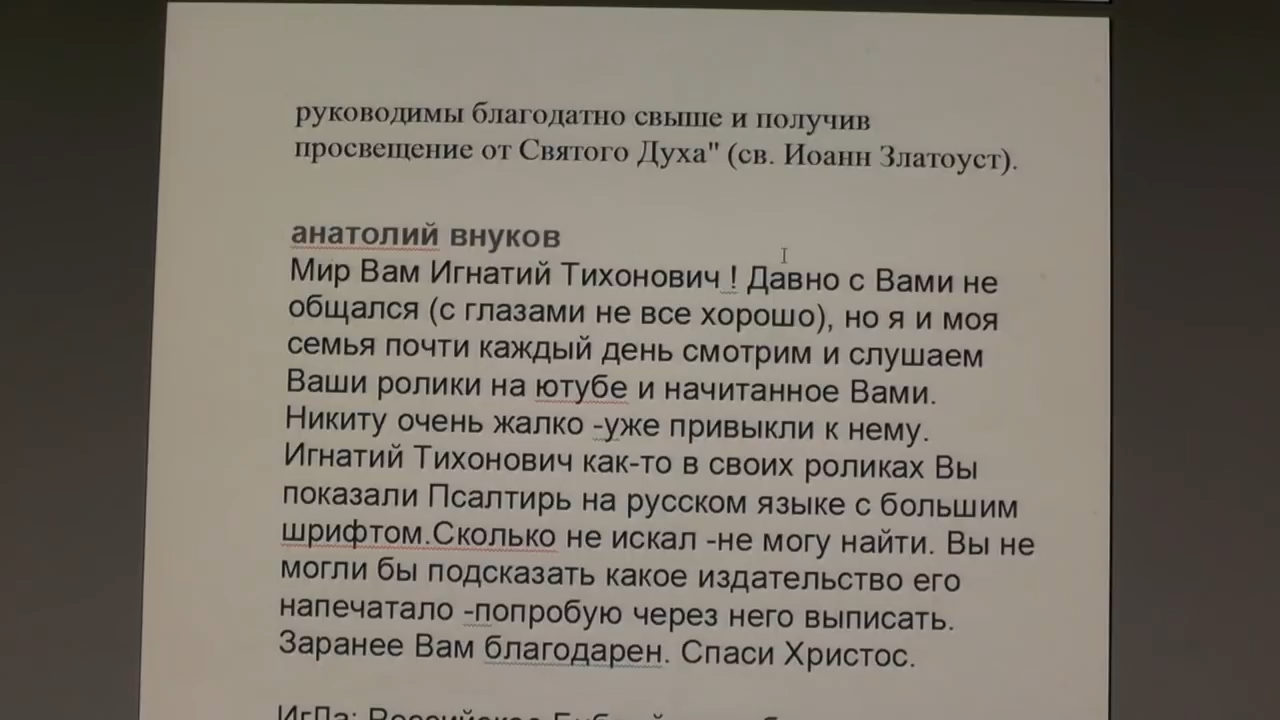 руководимы благодатно свыше и получив
просвещение от Святого Духа" (св. Иоанн Златоуст).
анатолий внуков
Мир Вам Игнатий Тихонович ! Давно с Вами не
общался (с глазами не все хорошо), но я и моя
семья почти каждый день смотрим и слушаем
Ваши ролики на ютубе и начитанное Вами.
Никиту очень жалко -уже привыкли к нему.
Игнатий Тихонович как-то в своих роликах Вы
показали Псалтирь на русском языке с большим
шрифтом.Сколько не искал -не могу найти. Вы не
могли бы подсказать какое издательство его
напечатало -попробую через него выписать.
Заранее Вам благодарен. Спаси Христос.
ИгЛа: Российское